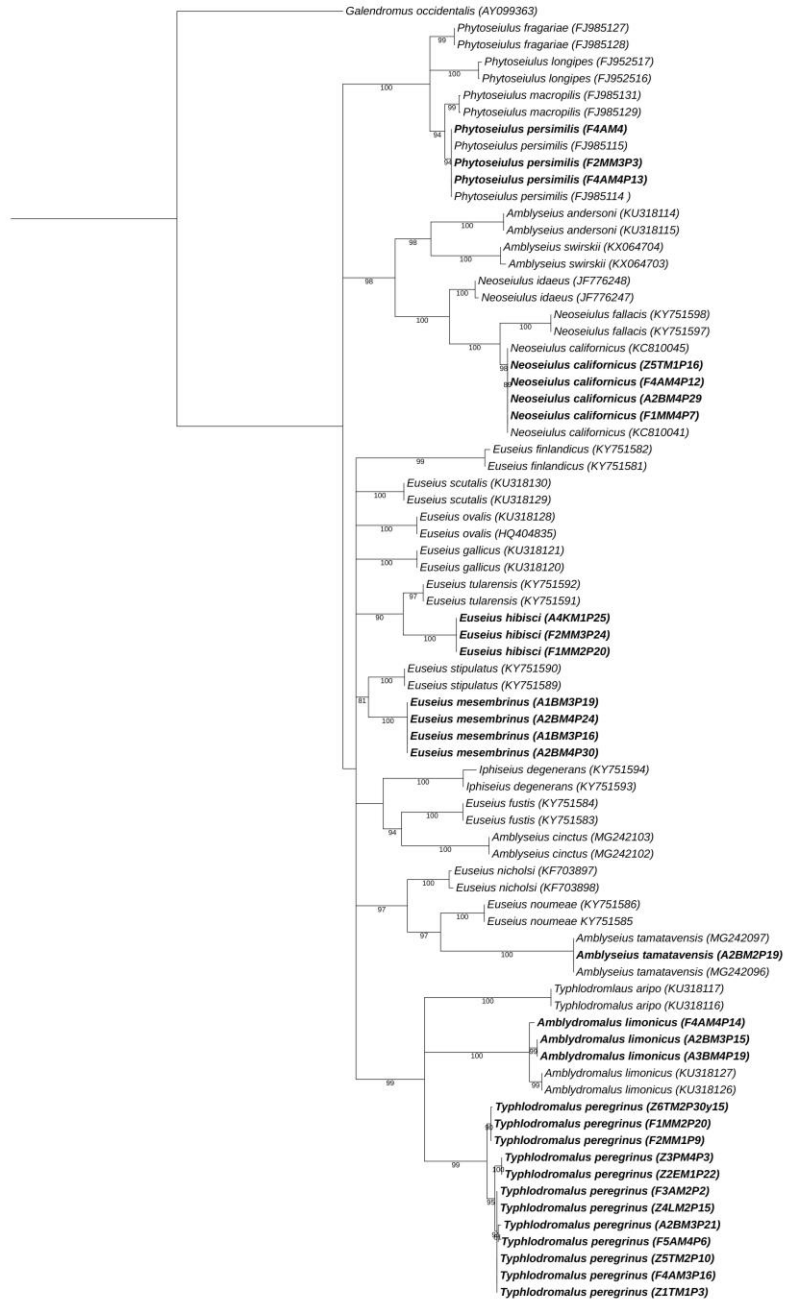 Galendromus occidentalis (AY099363)
Phytoseiulus fragariae (FJ985127)
99
Phytoseiulus fragariae (FJ985128)
Phytoseiulus longipes (FJ952517)
100
Phytoseiulus longipes (FJ952516)
100
Phytoseiulus macropilis (FJ985131)
99
Phytoseiulus macropilis (FJ985129)
Phytoseiulus persimilis (F4AM4)
94
Phytoseiulus persimilis (FJ985115)
Phytoseiulus persimilis (F2MM3P3)
Phytoseiulus persimilis (F4AM4P13)
Phytoseiulus persimilis (FJ985114 )
Amblyseius andersoni (KU318114)
100
Amblyseius andersoni (KU318115)
98
Amblyseius swirskii (KX064704)
100
Amblyseius swirskii (KX064703)
98
Neoseiulus idaeus (JF776248)
100
Neoseiulus idaeus (JF776247)
100
Neoseiulus fallacis (KY751598)
100
Neoseiulus fallacis (KY751597)
100
Neoseiulus californicus (KC810045)
98
Neoseiulus californicus (Z5TM1P16)
Neoseiulus californicus (F4AM4P12)
Neoseiulus californicus (A2BM4P29
Neoseiulus californicus (F1MM4P7)
Neoseiulus californicus (KC810041)
Euseius finlandicus (KY751582)
99
Euseius finlandicus (KY751581)
Euseius scutalis (KU318130)
100
Euseius scutalis (KU318129)
Euseius ovalis (KU318128)
100
Euseius ovalis (HQ404835)
Euseius gallicus (KU318121)
100
Euseius gallicus (KU318120)
Euseius tularensis (KY751592)
97
Euseius tularensis (KY751591)
90
Euseius hibisci (A4KM1P25)
Euseius hibisci (F2MM3P24)
100
Euseius hibisci (F1MM2P20)
Euseius stipulatus (KY751590)
100
Euseius stipulatus (KY751589)
81
Euseius mesembrinus (A1BM3P19)
Euseius mesembrinus (A2BM4P24)
100
Euseius mesembrinus (A1BM3P16)
Euseius mesembrinus (A2BM4P30)
Iphiseius degenerans (KY751594)
100
Iphiseius degenerans (KY751593)
Euseius fustis (KY751584)
100
Euseius fustis (KY751583)
94
Amblyseius cinctus (MG242103)
100
Amblyseius cinctus (MG242102)
Euseius nicholsi (KF703897)
100
Euseius nicholsi (KF703898)
97
Euseius noumeae (KY751586)
100
Euseius noumeae KY751585
97
Amblyseius tamatavensis (MG242097)
100
Amblyseius tamatavensis (A2BM2P19)
Amblyseius tamatavensis (MG242096)
Typhlodromlaus aripo (KU318117)
100
Typhlodromalus aripo (KU318116)
Amblydromalus limonicus (F4AM4P14)
Amblydromalus limonicus (A2BM3P15)
100
Amblydromalus limonicus (A3BM4P19)
Amblydromalus limonicus (KU318127)
99
Amblydromalus limonicus (KU318126)
99
Typhlodromalus peregrinus (Z6TM2P30y15)
Typhlodromalus peregrinus (F1MM2P20)
Typhlodromalus peregrinus (F2MM1P9)
99
Typhlodromalus peregrinus (Z3PM4P3)
100
Typhlodromalus peregrinus (Z2EM1P22)
Typhlodromalus peregrinus (F3AM2P2)
95
Typhlodromalus peregrinus (Z4LM2P15)
Typhlodromalus peregrinus (A2BM3P21)
Typhlodromalus peregrinus (F5AM4P6)
Typhlodromalus peregrinus (Z5TM2P10)
Typhlodromalus peregrinus (F4AM3P16)
Typhlodromalus peregrinus (Z1TM1P3)